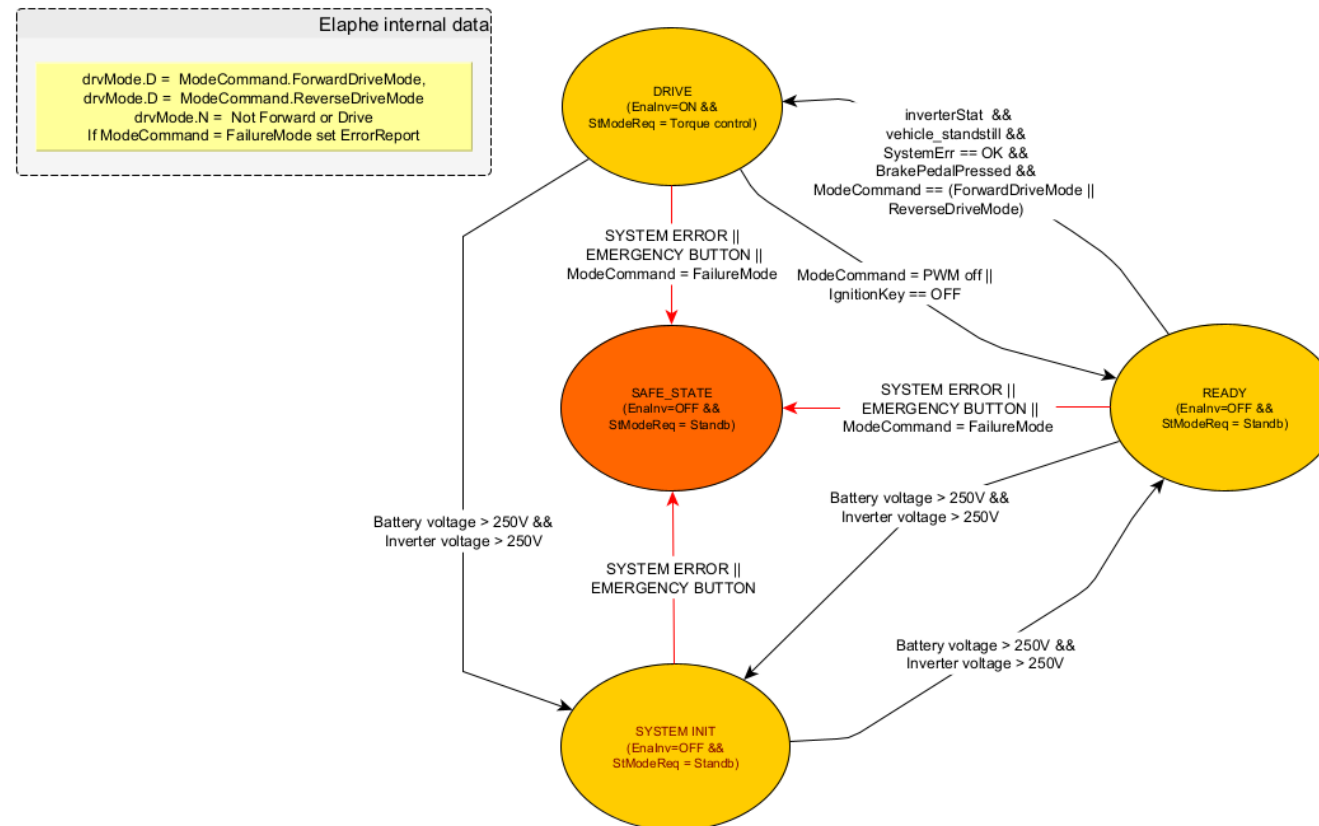 Elaphe internal data
drvMode.D = ModeCommand.ForwardDriveMode,
drvMode.D = ModeCommand.ReverseDriveMode
drvMode.N = Not Forward or Drive
If ModeCommand = FailureMode set ErrorReport
DRIVE
(EnaInv=ON &&
StModeReq = Torque control)
inverterStat &&
vehicle_standstill &&
SystemErr == OK &&
BrakePedalPressed &&
ModeCommand == (ForwardDriveMode ||
ReverseDriveMode)
SYSTEM ERROR ||
EMERGENCY BUTTON ||
ModeCommand = FailureMode
ModeCommand = PWM off ||
IgnitionKey == OFF
SAFE_STATE
(EnaInv=OFF &&
StModeReq = Standb)
SYSTEM ERROR ||
EMERGENCY BUTTON ||
ModeCommand = FailureMode
READY
(EnaInv=OFF &&
StModeReq = Standb)
Battery voltage > 250V &&
Inverter voltage > 250V
Battery voltage > 250V &&
Inverter voltage > 250V
SYSTEM ERROR ||
EMERGENCY BUTTON
Battery voltage > 250V &&
Inverter voltage > 250V
SYSTEM INIT
(EnaInv=OFF &&
StModeReq = Standb)